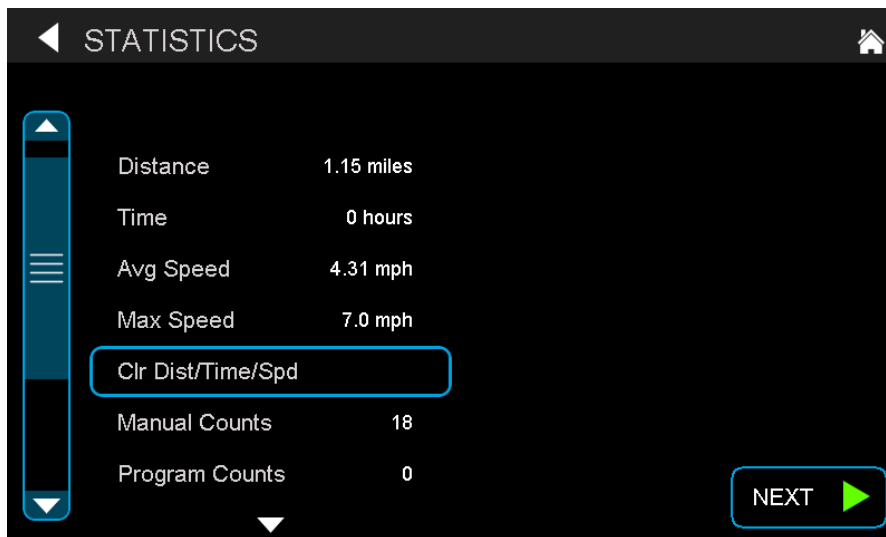 STATISTICS
Distance 1.15 miles
Time 0 hours
Avg Speed 4.31 mph
Max Speed 7.0 mph
Clr Dist/Time/Spd
Manual Counts 18
Program Counts 0
NEXT